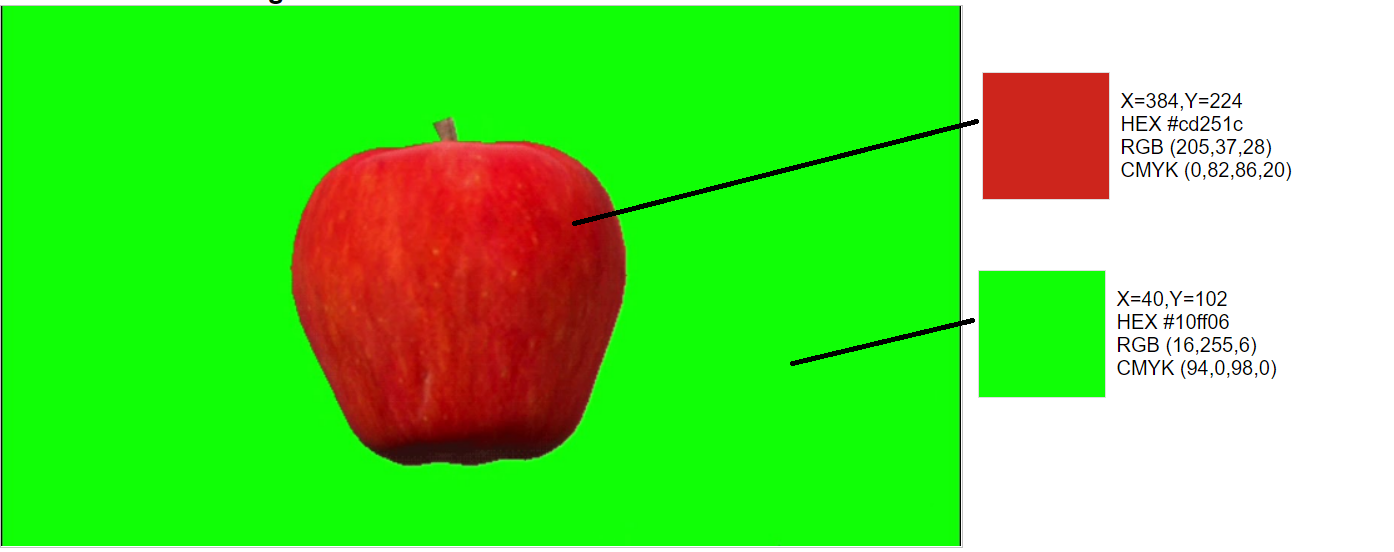 X=384,Y=224
HEX #cd251c
RGB (205,37,28)
CMYK (0,82,86,20)
X=40,Y=102
HEX #10ff06
RGB (16,255,6)
CMYK (94,0,98,0)